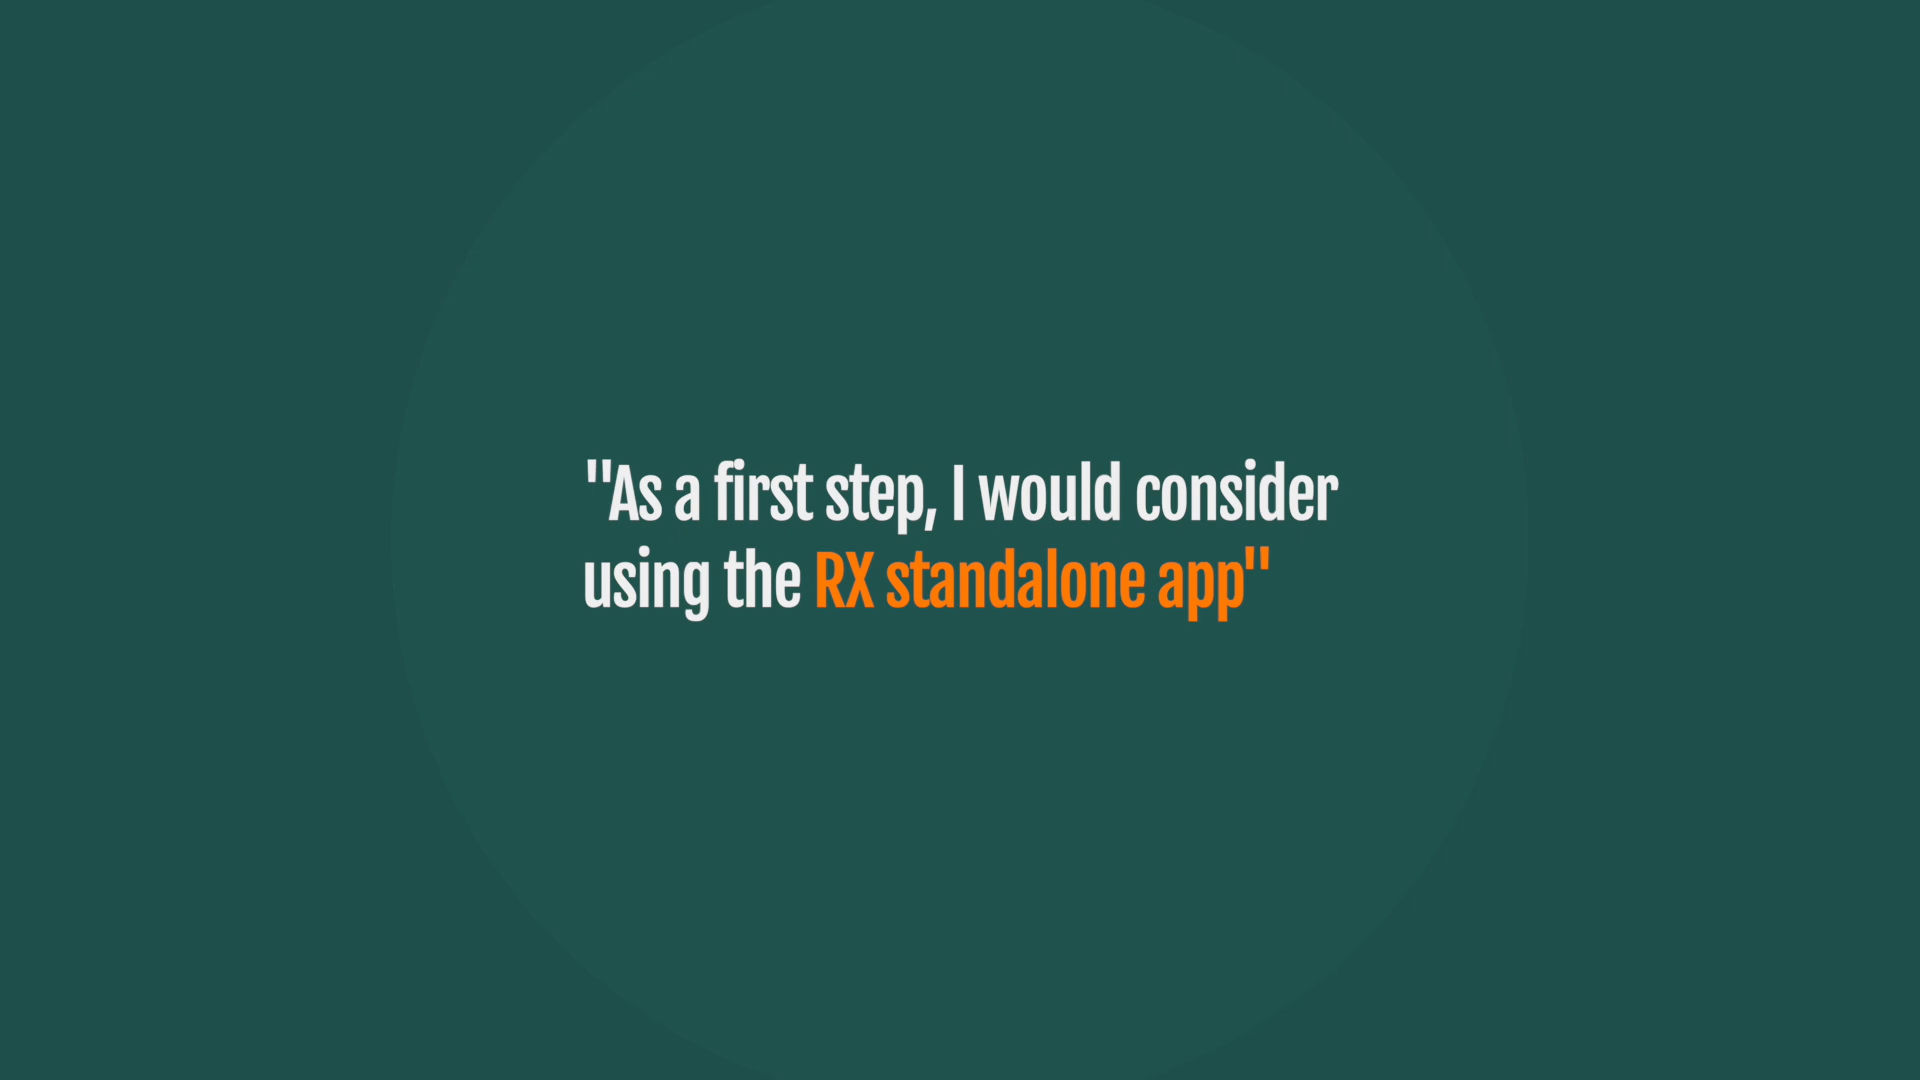 "As a first step, I would consider
using the RX standalone app"